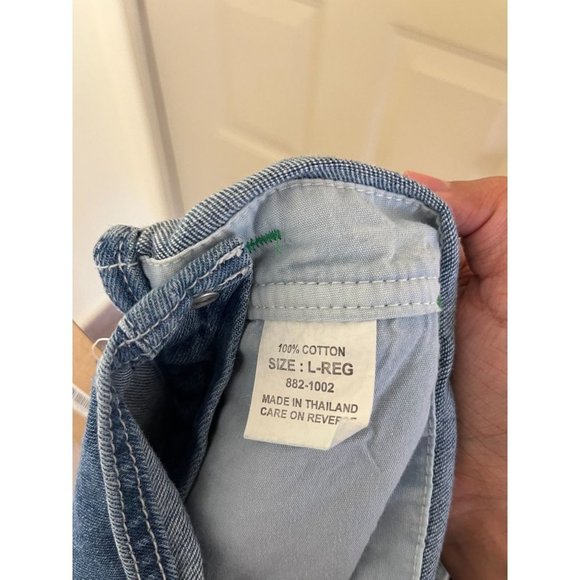 100% COTTON
SIZE : L-REG
882-1002
MADE IN THAILAND
CARE ON REVERSE